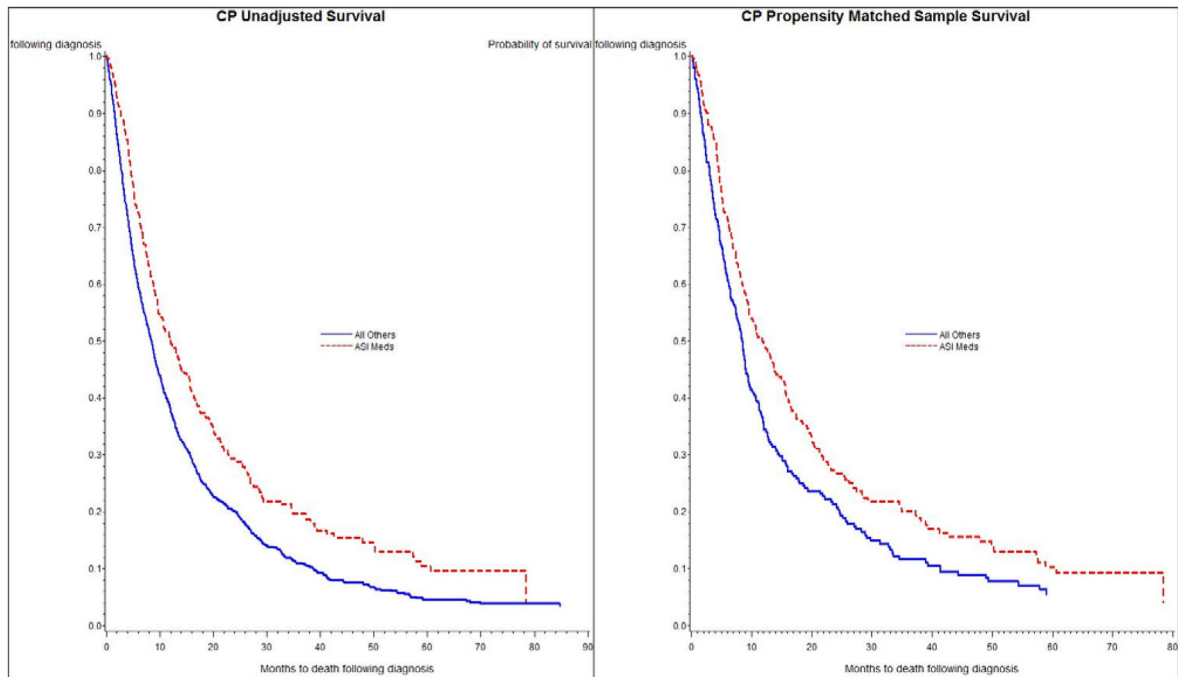 CP Unadjusted Survival
following diagnosis
1.0
0.9
0.8
0.7
0.6
0.5
0.4
0.3
0.2
0.1
0.0
All Others
ASI Meds
0 10 20 30 40 50 60 70 80 90
Months to death following diagnosis
CP Propensity Matched Sample Survival
Probability of survival following diagnosis
1.0
0.9
0.8
0.7
0.6
0.5
0.4
0.3
0.2
0.1
0.0
All Others
ASI Meds
0 10 20 30 40 50 60 70 80
Months to death following diagnosis